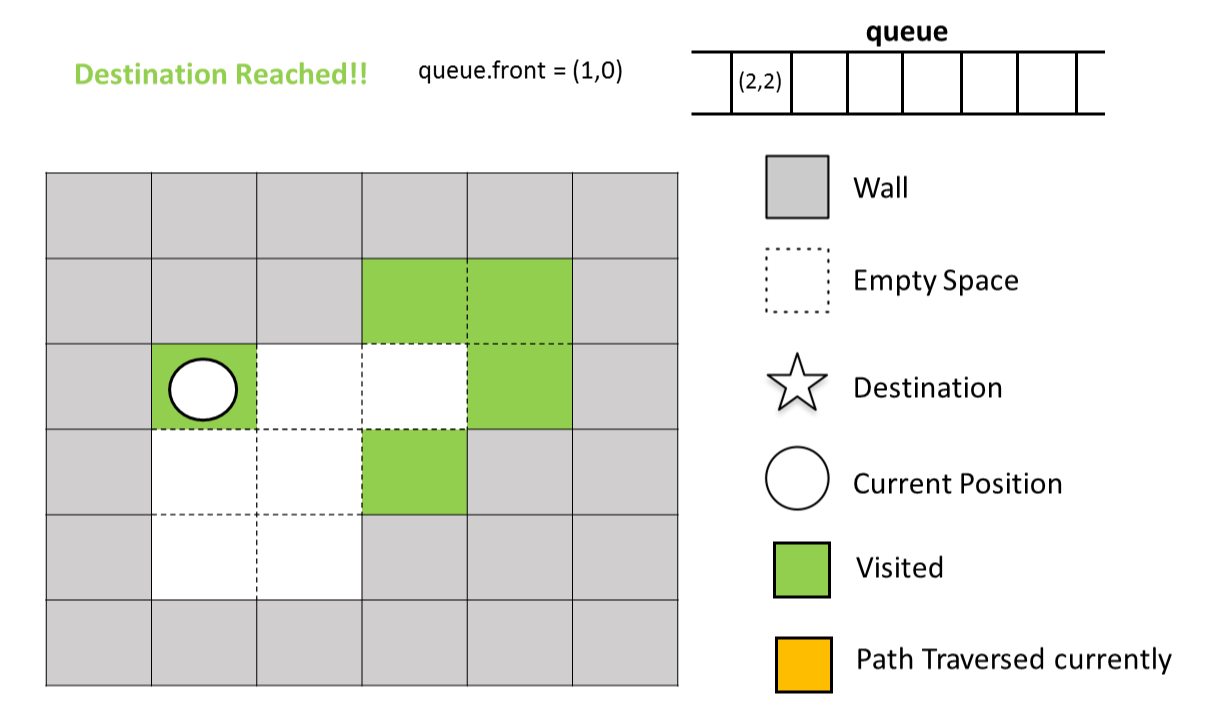 queue
Destination Reached!!
queue.front = (1,0)
(2,2)
Wall
Empty Space
Destination
Current Position
Visited
Path Traversed currently